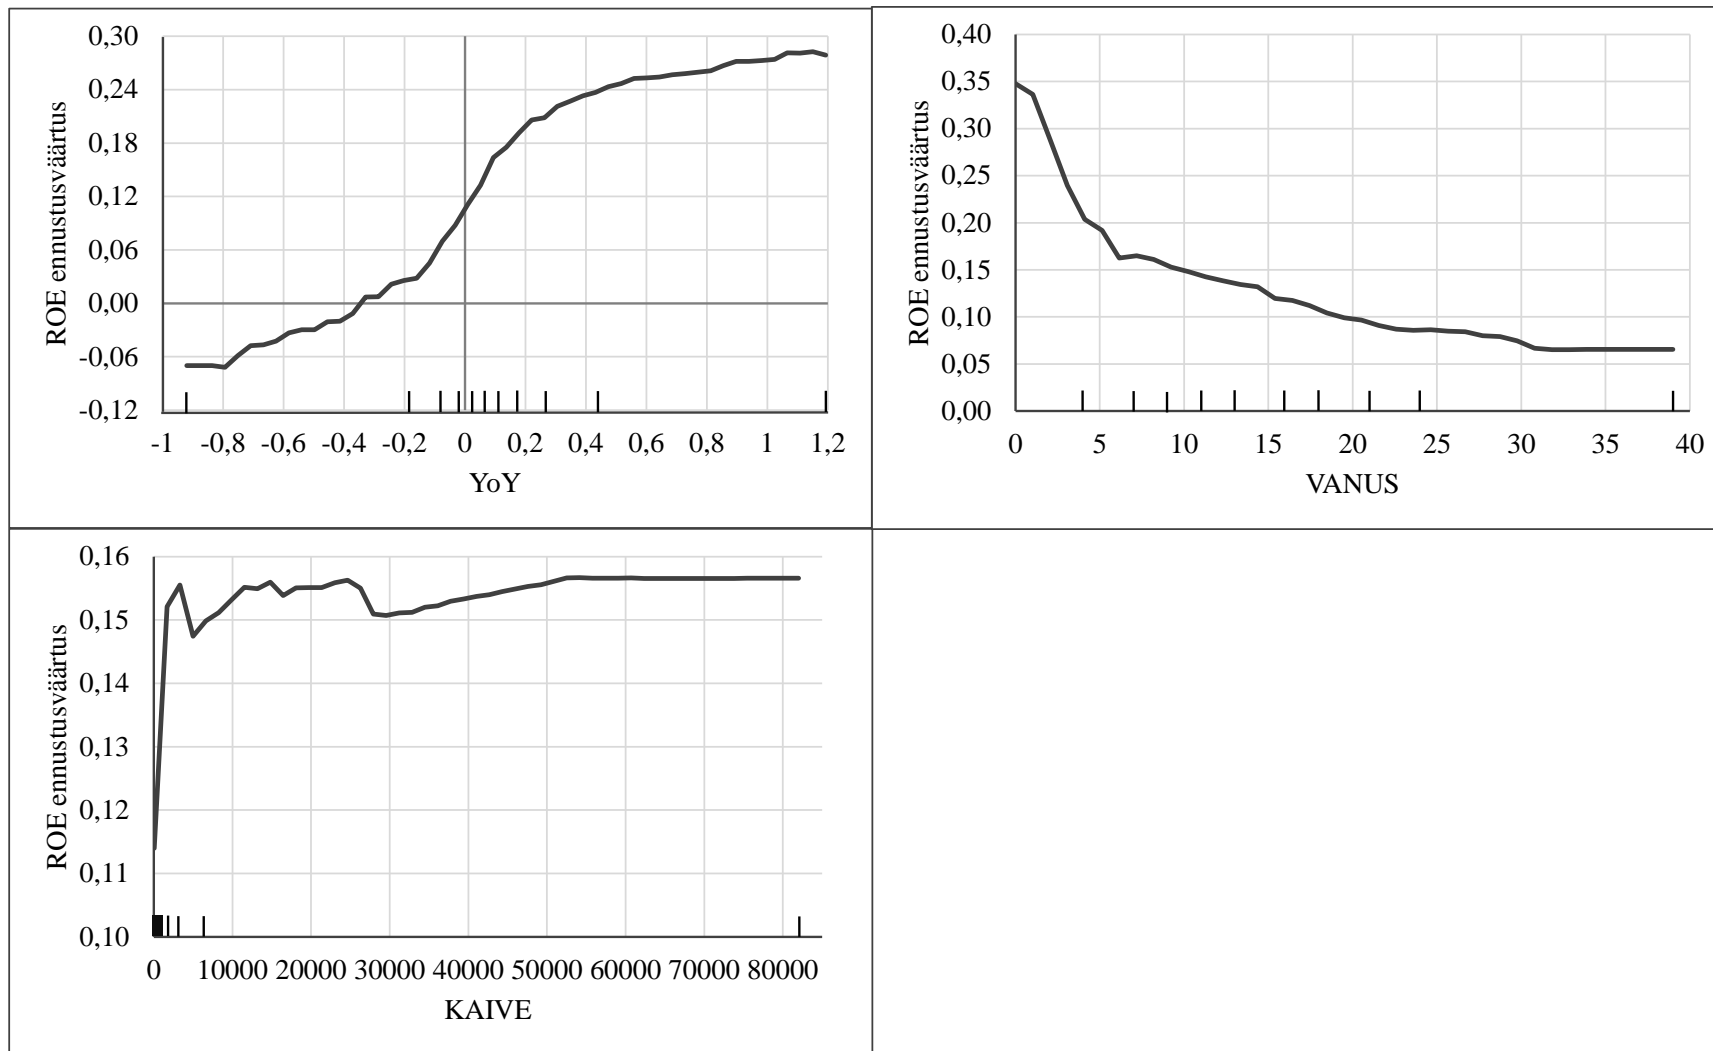 0,30
0,24
0,18
0,12
0,06
0,00
-0,06
-0,12
ROE ennustusväärtus
-1 -0,8 -0,6 -0,4 -0,2 0 0,2 0,4 0,6 0,8 1 1,2
YoY
0,40
0,35
0,30
0,25
0,20
0,15
0,10
0,05
0,00
ROE ennustusväärtus
0 5 10 15 20 25 30 35 40
VANUS
0,16
0,15
0,14
0,13
0,12
0,11
0,10
ROE ennustusväärtus
0 10000 20000 30000 40000 50000 60000 70000 80000
KAIVE